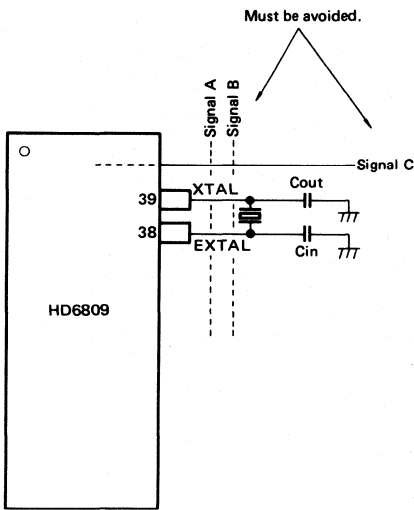 Must be avoided.
Signal A
Signal B
Signal C
39
XTAL
Cout
38
EXTAL
Cin
HD6809